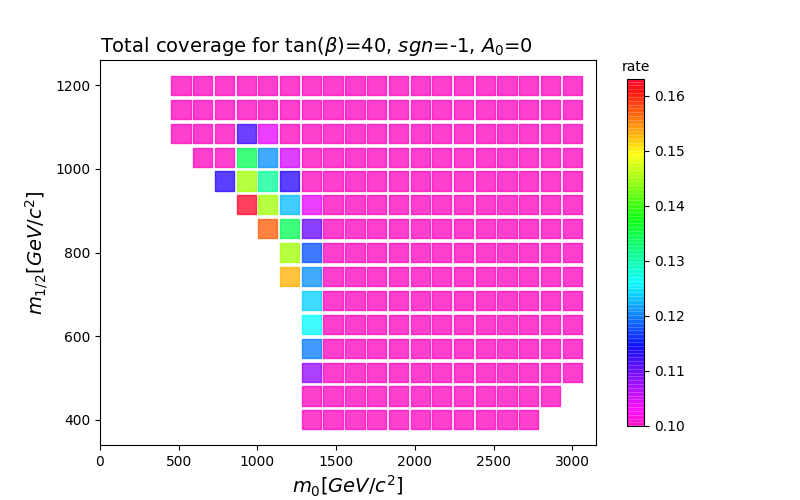 Total coverage for tan(β)=40, sgn=-1, A₀=0
rate
1200
1000
800
600
400
0.16
0.15
0.14
0.13
0.12
0.11
0.10
m₁/₂[GeV/c²]
0 500 1000 1500 2000 2500 3000
m₀[GeV/c²]